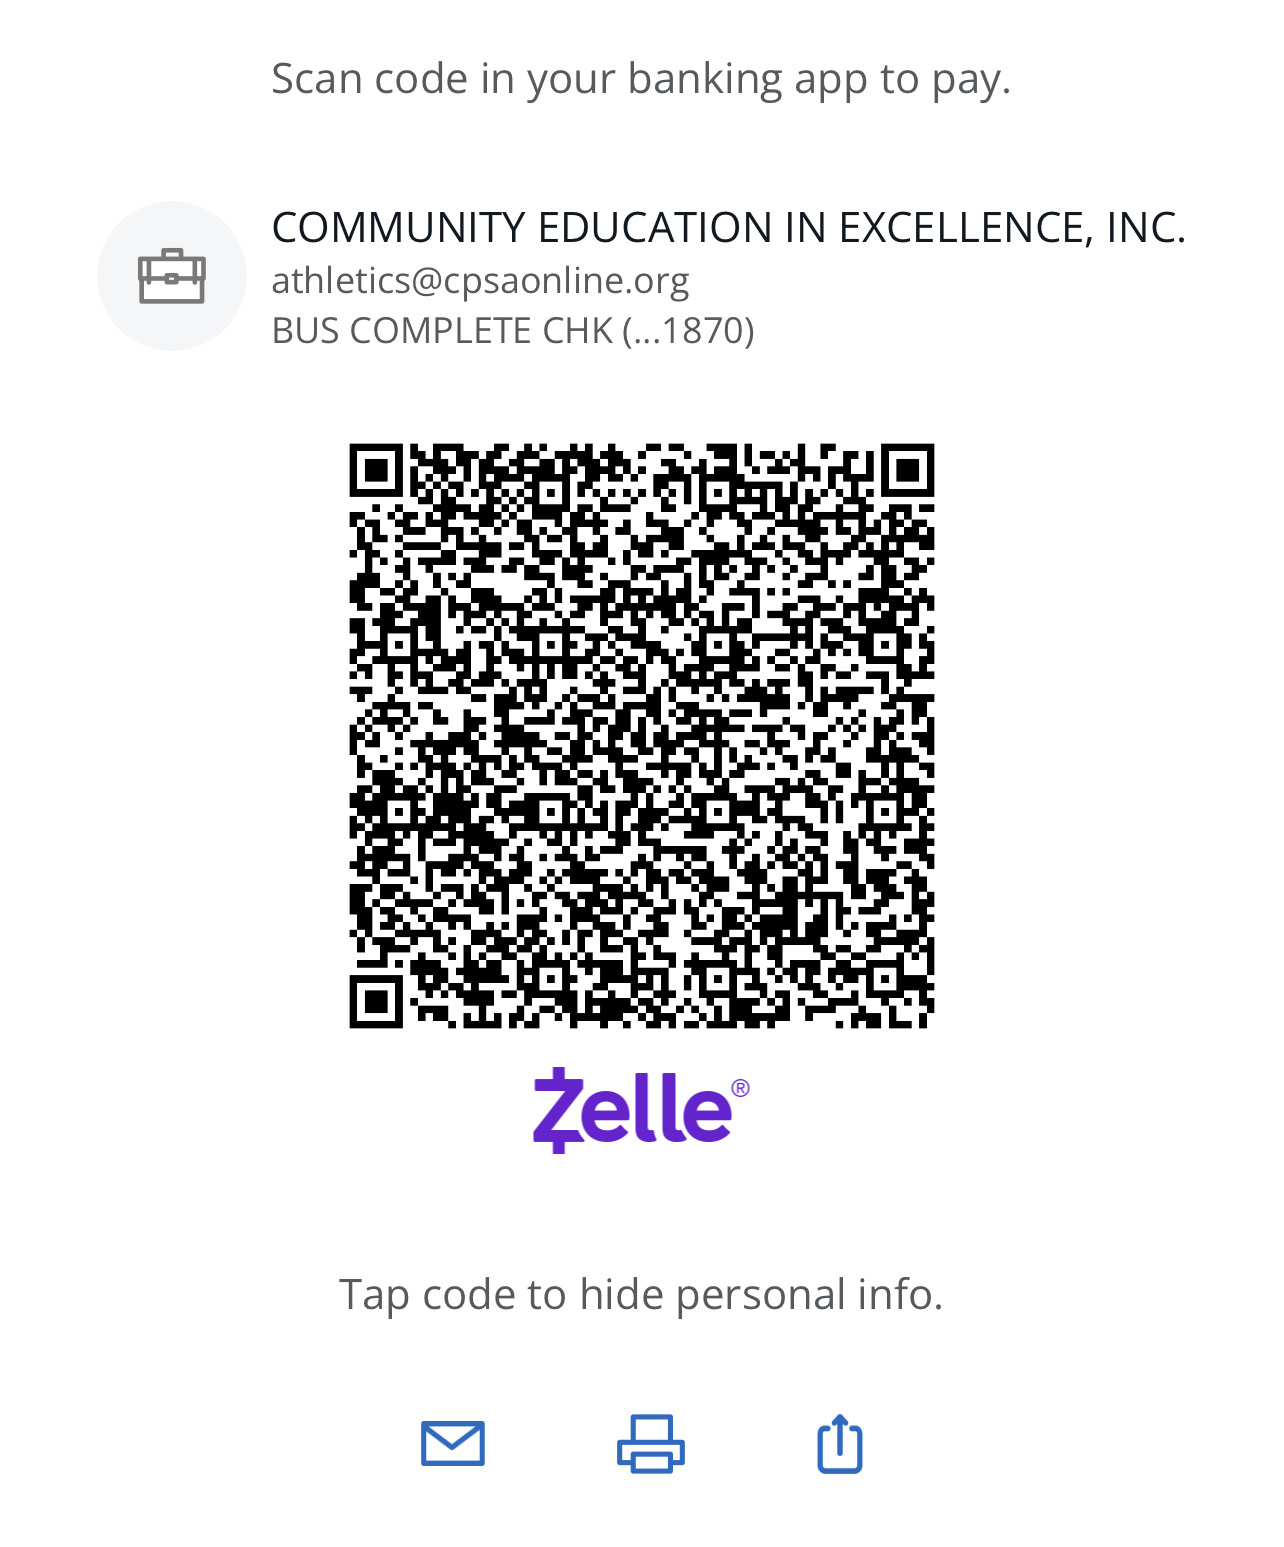 Scan code in your banking app to pay.
COMMUNITY EDUCATION IN EXCELLENCE, INC.
athletics@cpsaonline.org
BUS COMPLETE CHK (...1870)
Zelle®
Tap code to hide personal info.